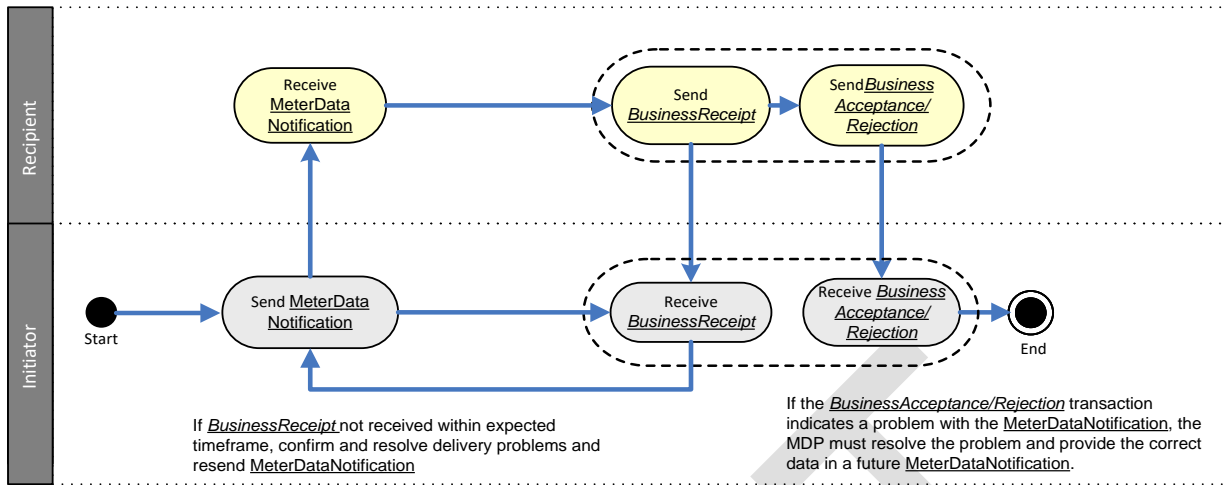 Recipient
Receive
MeterData
Notification
Send
BusinessReceipt
SendBusiness
Acceptance/
Rejection
Initiator
Start
Send MeterData
Notification
Receive
BusinessReceipt
Receive Business
Acceptance/
Rejection
End
If BusinessReceipt not received within expected
timeframe, confirm and resolve delivery problems and
resend MeterDataNotification
If the BusinessAcceptance/Rejection transaction
indicates a problem with the MeterDataNotification, the
MDP must resolve the problem and provide the correct
data in a future MeterDataNotification.